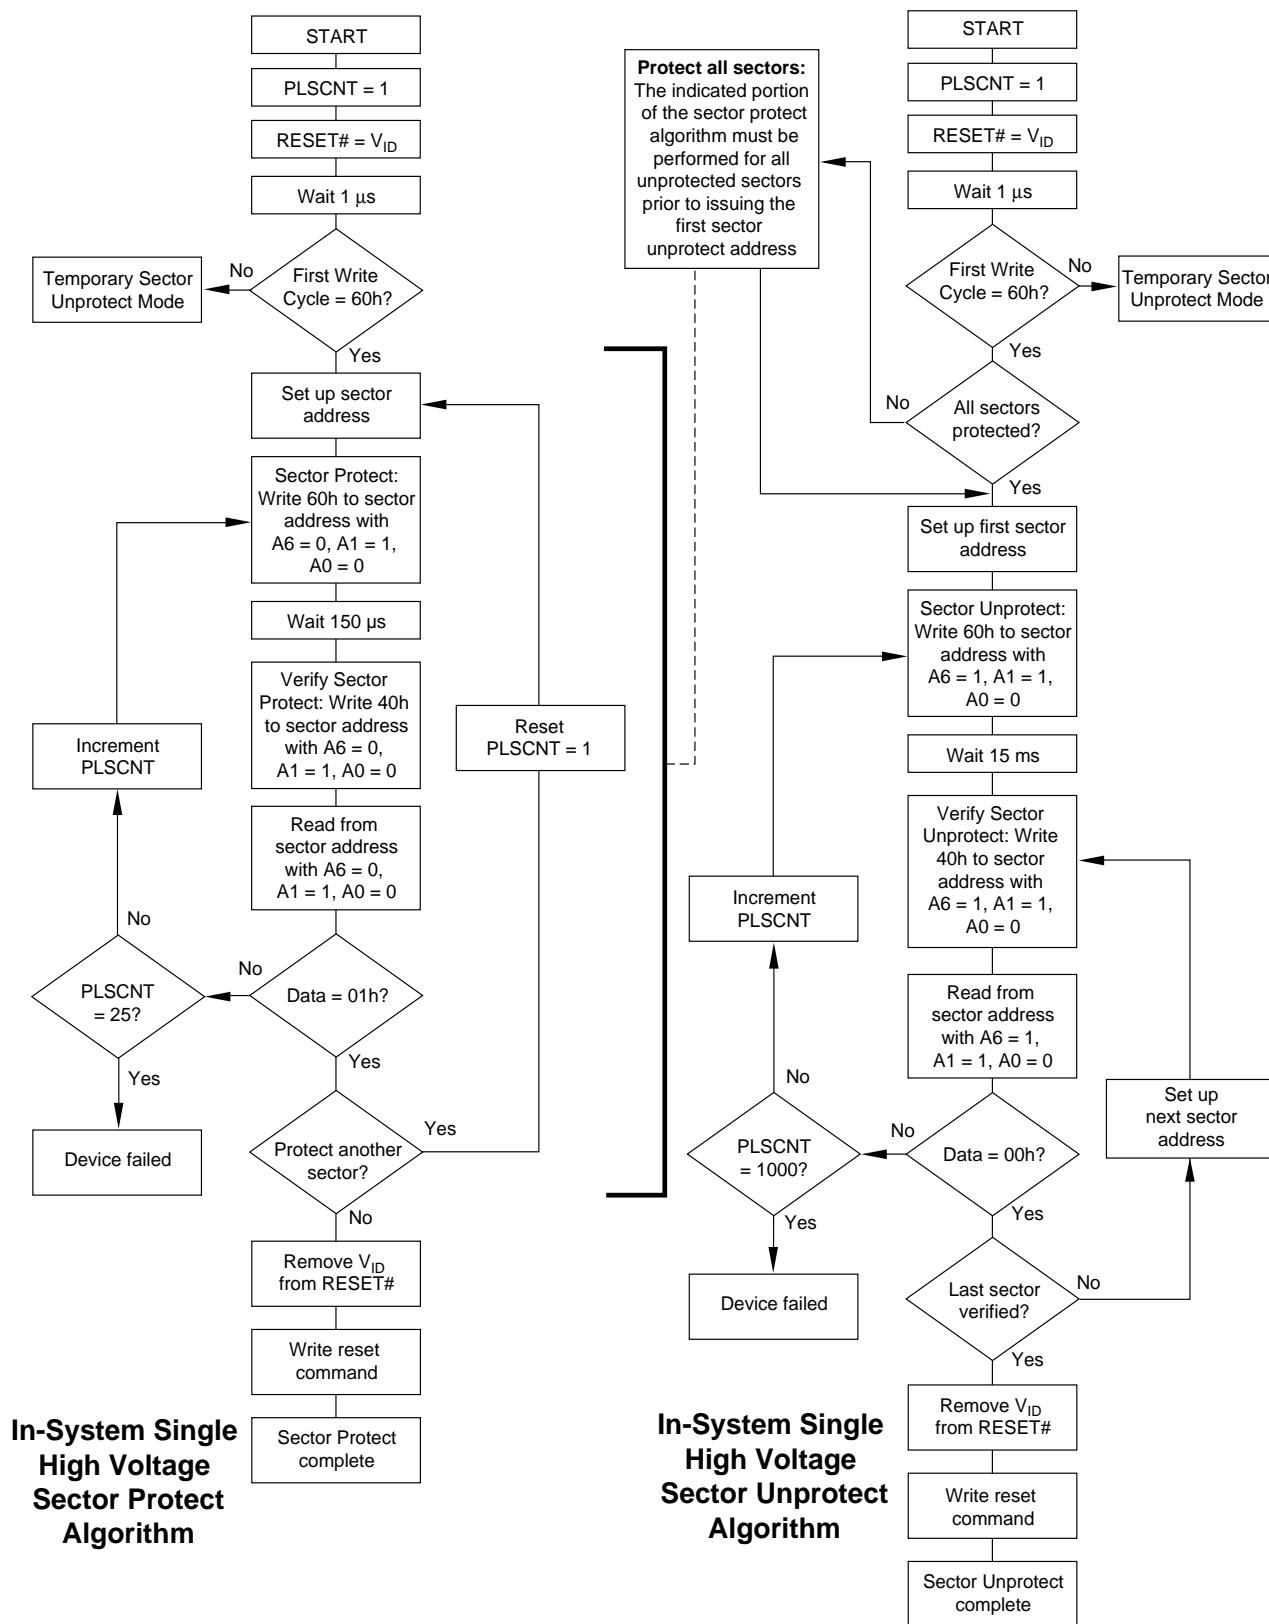 START
PLSCNT = 1
RESET# = VID
Wait 1 μs
First Write
Cycle = 60h?
No
Temporary Sector
Unprotect Mode
Yes
Set up sector
address
Sector Protect:
Write 60h to sector
address with
A6 = 0, A1 = 1,
A0 = 0
Wait 150 µs
Verify Sector
Protect: Write 40h
to sector address
with A6 = 0,
A1 = 1, A0 = 0
Reset
PLSCNT = 1
Increment
PLSCNT
Read from
sector address
with A6 = 0,
A1 = 1, A0 = 0
No
PLSCNT
= 25?
No
Data = 01h?
Yes
Yes
Device failed
Protect another
sector?
Yes
No
Remove VID
from RESET#
Write reset
command
Sector Protect
complete
In-System Single
High Voltage
Sector Protect
Algorithm
Protect all sectors:
The indicated portion
of the sector protect
algorithm must be
performed for all
unprotected sectors
prior to issuing the
first sector
unprotect address
START
PLSCNT = 1
RESET# = VID
Wait 1 μs
First Write
Cycle = 60h?
No
Temporary Sector
Unprotect Mode
Yes
No
All sectors
protected?
Yes
Set up first sector
address
Sector Unprotect:
Write 60h to sector
address with
A6 = 1, A1 = 1,
A0 = 0
Wait 15 ms
Verify Sector
Unprotect: Write
40h to sector
address with
A6 = 1, A1 = 1,
A0 = 0
Increment
PLSCNT
Read from
sector address
with A6 = 1,
A1 = 1, A0 = 0
No
Set up
next sector
address
PLSCNT
= 1000?
No
Data = 00h?
Yes
Yes
Device failed
Last sector
verified?
No
Yes
Remove VID
from RESET#
Write reset
command
Sector Unprotect
complete
In-System Single
High Voltage
Sector Unprotect
Algorithm